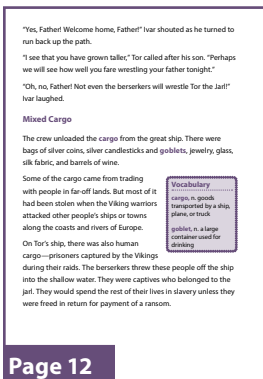 "Yes, Father! Welcome home, Father!" Ivar shouted as he turned to
run back up the path.
"I see that you have grown taller," Tor called after his son. "Perhaps
we will see how well you fare wrestling your father tonight."
"Oh, no, Father! Not even the berserkers will wrestle Tor the Jarl!"
Ivar laughed.
Mixed Cargo
The crew unloaded the cargo from the great ship. There were
bags of silver coins, silver candlesticks and goblets, jewelry, glass,
silk fabric, and barrels of wine.
Some of the cargo came from trading
with people in far-off lands. But most of it
had been stolen when the Viking warriors
attacked other people's ships or towns
along the coasts and rivers of Europe.
On Tor's ship, there was also human
cargo—prisoners captured by the Vikings
during their raids. The berserkers threw these people off the ship
into the shallow water. They were captives who belonged to the
jarl. They would spend the rest of their lives in slavery unless they
were freed in return for payment of a ransom.
Vocabulary
cargo, n. goods
transported by a ship,
plane, or truck
goblet, n. a large
container used for
drinking
Page 12